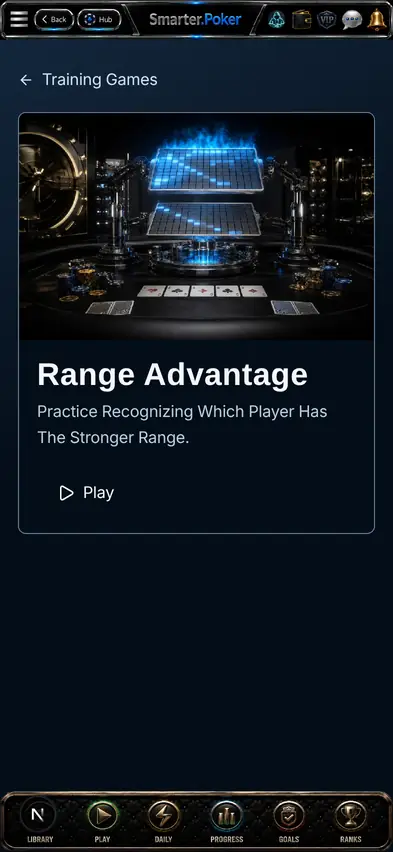 Back
Hub
Smarter.Poker
VIP
Training Games
Range Advantage
Practice Recognizing Which Player Has
The Stronger Range.
Play
N
LIBRARY
PLAY
DAILY
PROGRESS
GOALS
RANKS